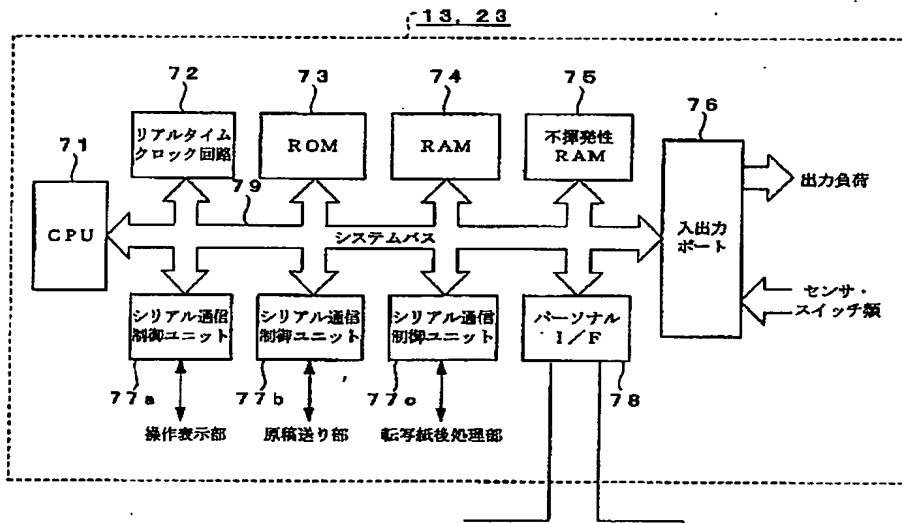 13, 23
72
73
74
75
76
71
リアルタイム
クロック回路
ROM
RAM
不揮発性
RAM
79
CPU
システムバス
入出力
ポート
出力負荷
センサ・
スイッチ類
シリアル通信
制御ユニット
シリアル通信
制御ユニット
シリアル通信
制御ユニット
パーソナル
I/F
77a
77b
77c
78
操作表示部
原稿送り部
転写紙後処理部